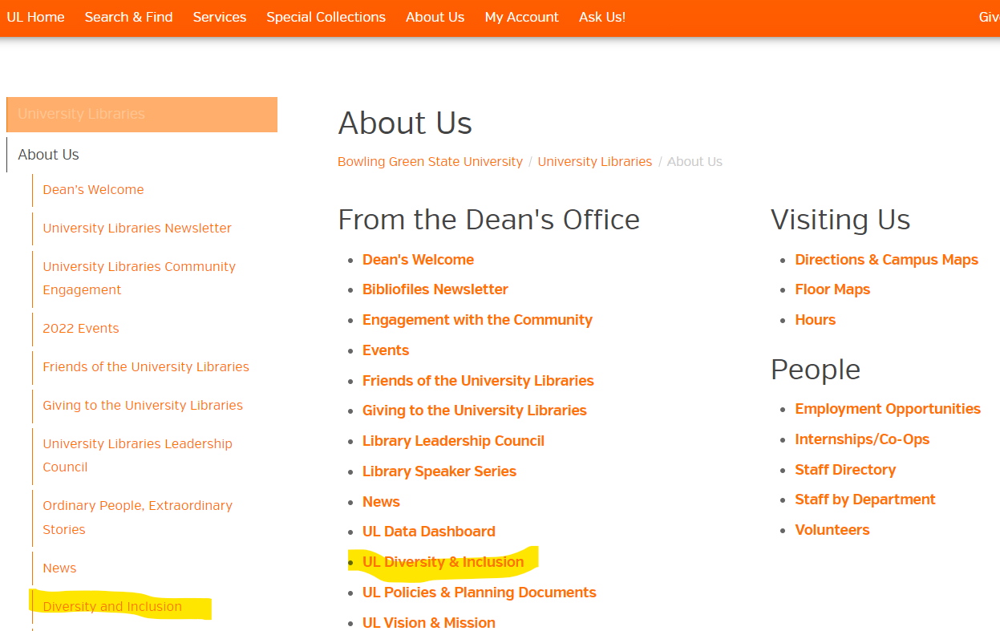 UL Home Search & Find Services Special Collections About Us My Account Ask Us!
University Libraries
About Us
Dean’s Welcome
University Libraries Newsletter
University Libraries Community
Engagement
2022 Events
Friends of the University Libraries
Giving to the University Libraries
University Libraries Leadership
Council
Ordinary People, Extraordinary
Stories
News
Diversity and Inclusion
About Us
Bowling Green State University / University Libraries / About Us
From the Dean's Office
Dean's Welcome
Bibliofiles Newsletter
Engagement with the Community
Events
Friends of the University Libraries
Giving to the University Libraries
Library Leadership Council
Library Speaker Series
News
UL Data Dashboard
UL Diversity & Inclusion
UL Policies & Planning Documents
UL Vision & Mission
Visiting Us
Directions & Campus Maps
Floor Maps
Hours
People
Employment Opportunities
Internships/Co-Ops
Staff Directory
Staff by Department
Volunteers